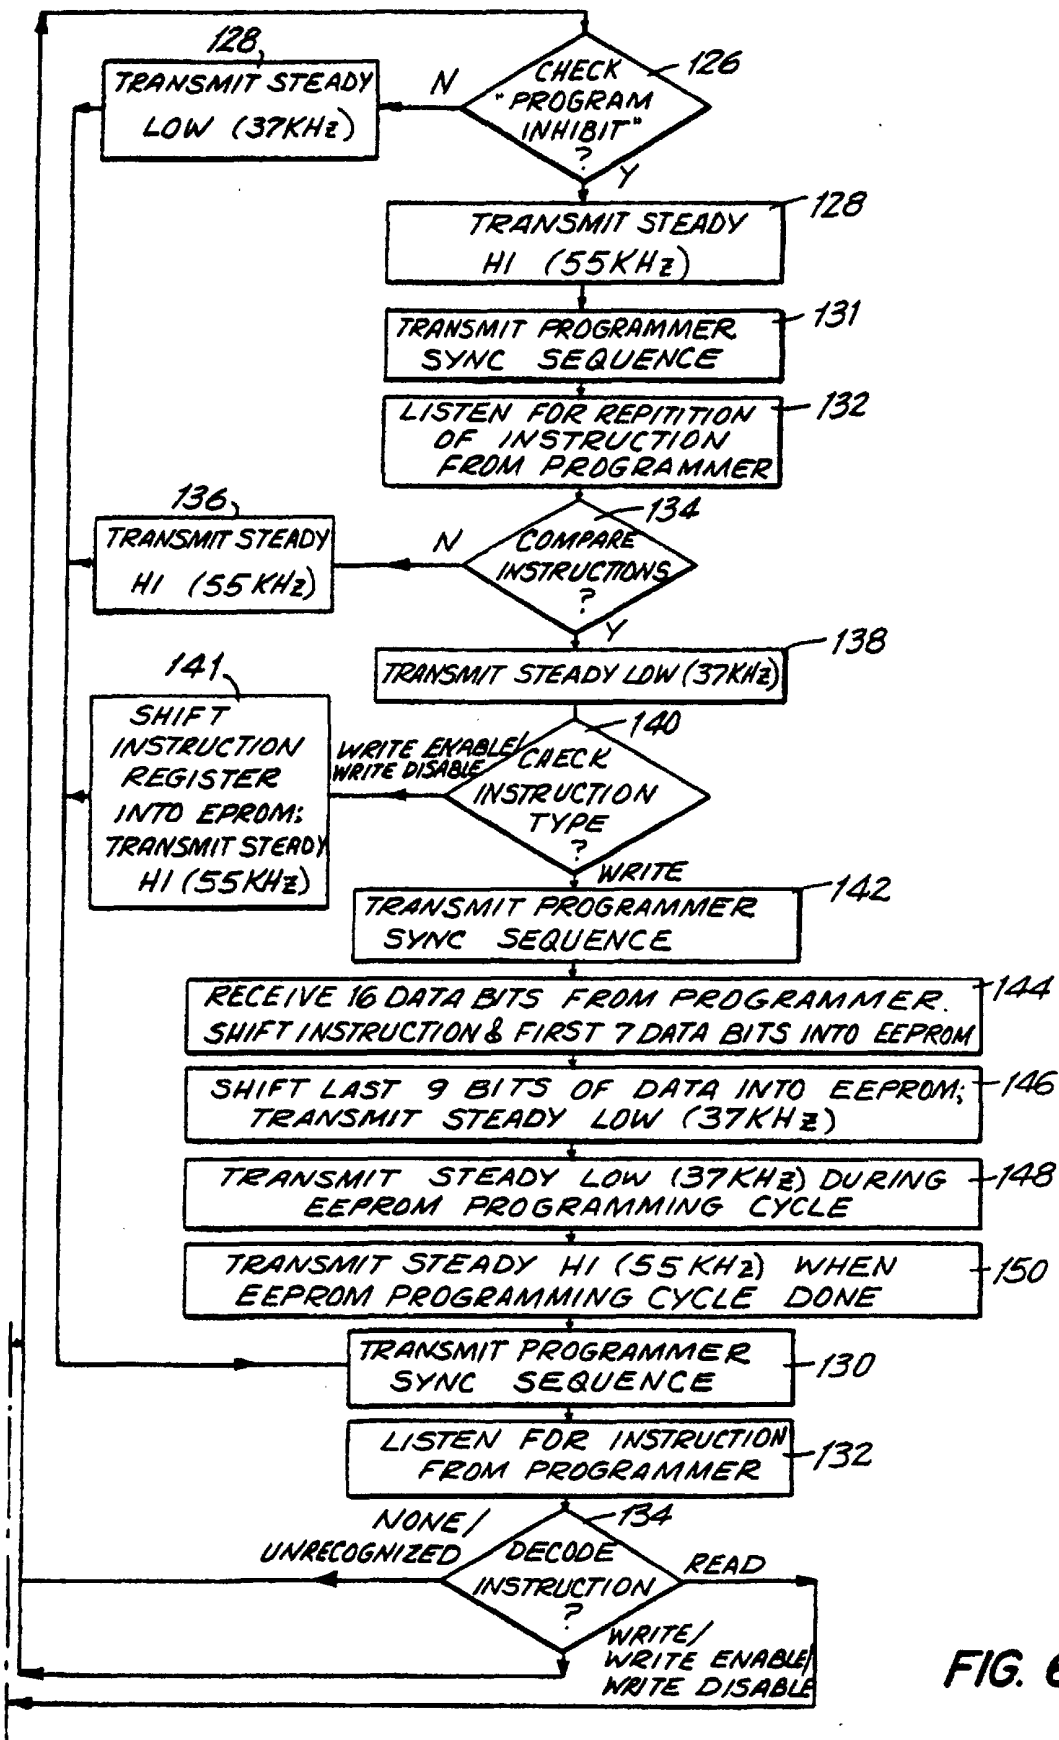 128
TRANSMIT STEADY
LOW (37KHz)
N
CHECK
"PROGRAM
INHIBIT"
?
126
Y
TRANSMIT STEADY
HI (55KHz)
128
TRANSMIT PROGRAMMER
SYNC SEQUENCE
131
LISTEN FOR REPITITION
OF INSTRUCTION
FROM PROGRAMMER
132
136
TRANSMIT STEADY
HI (55KHz)
N
COMPARE
INSTRUCTIONS
?
134
Y
TRANSMIT STEADY LOW (37KHz)
138
141
SHIFT
INSTRUCTION
REGISTER
INTO EPROM;
TRANSMIT STEADY
HI (55KHz)
WRITE ENABLE/
WRITE DISABLE
CHECK
INSTRUCTION
TYPE
?
140
WRITE
TRANSMIT PROGRAMMER
SYNC SEQUENCE
142
RECEIVE 16 DATA BITS FROM PROGRAMMER.
SHIFT INSTRUCTION & FIRST 7 DATA BITS INTO EEPROM
144
SHIFT LAST 9 BITS OF DATA INTO EEPROM;
TRANSMIT STEADY LOW (37KHz)
146
TRANSMIT STEADY LOW (37KHz) DURING
EEPROM PROGRAMMING CYCLE
148
TRANSMIT STEADY HI (55KHz) WHEN
EEPROM PROGRAMMING CYCLE DONE
150
TRANSMIT PROGRAMMER
SYNC SEQUENCE
130
LISTEN FOR INSTRUCTION
FROM PROGRAMMER
132
NONE/
UNRECOGNIZED
DECODE
INSTRUCTION
?
134
READ
WRITE/
WRITE ENABLE/
WRITE DISABLE
FIG. 6